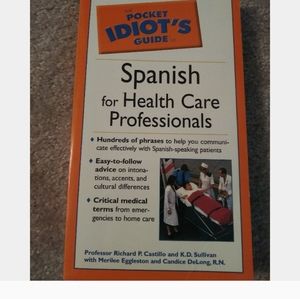 THE
POCKET
IDIOT'S
GUIDE TO
Spanish
for Health Care
Professionals
♦ Hundreds of phrases to help you communi-
cate effectively with Spanish-speaking patients
♦ Easy-to-follow
advice on intona-
tions, accents, and
cultural differences
♦ Critical medical
terms from emer-
gencies to home care
Professor Richard P. Castillo and K.D. Sullivan
with Merilee Eggleston and Candice DeLong, R.N.